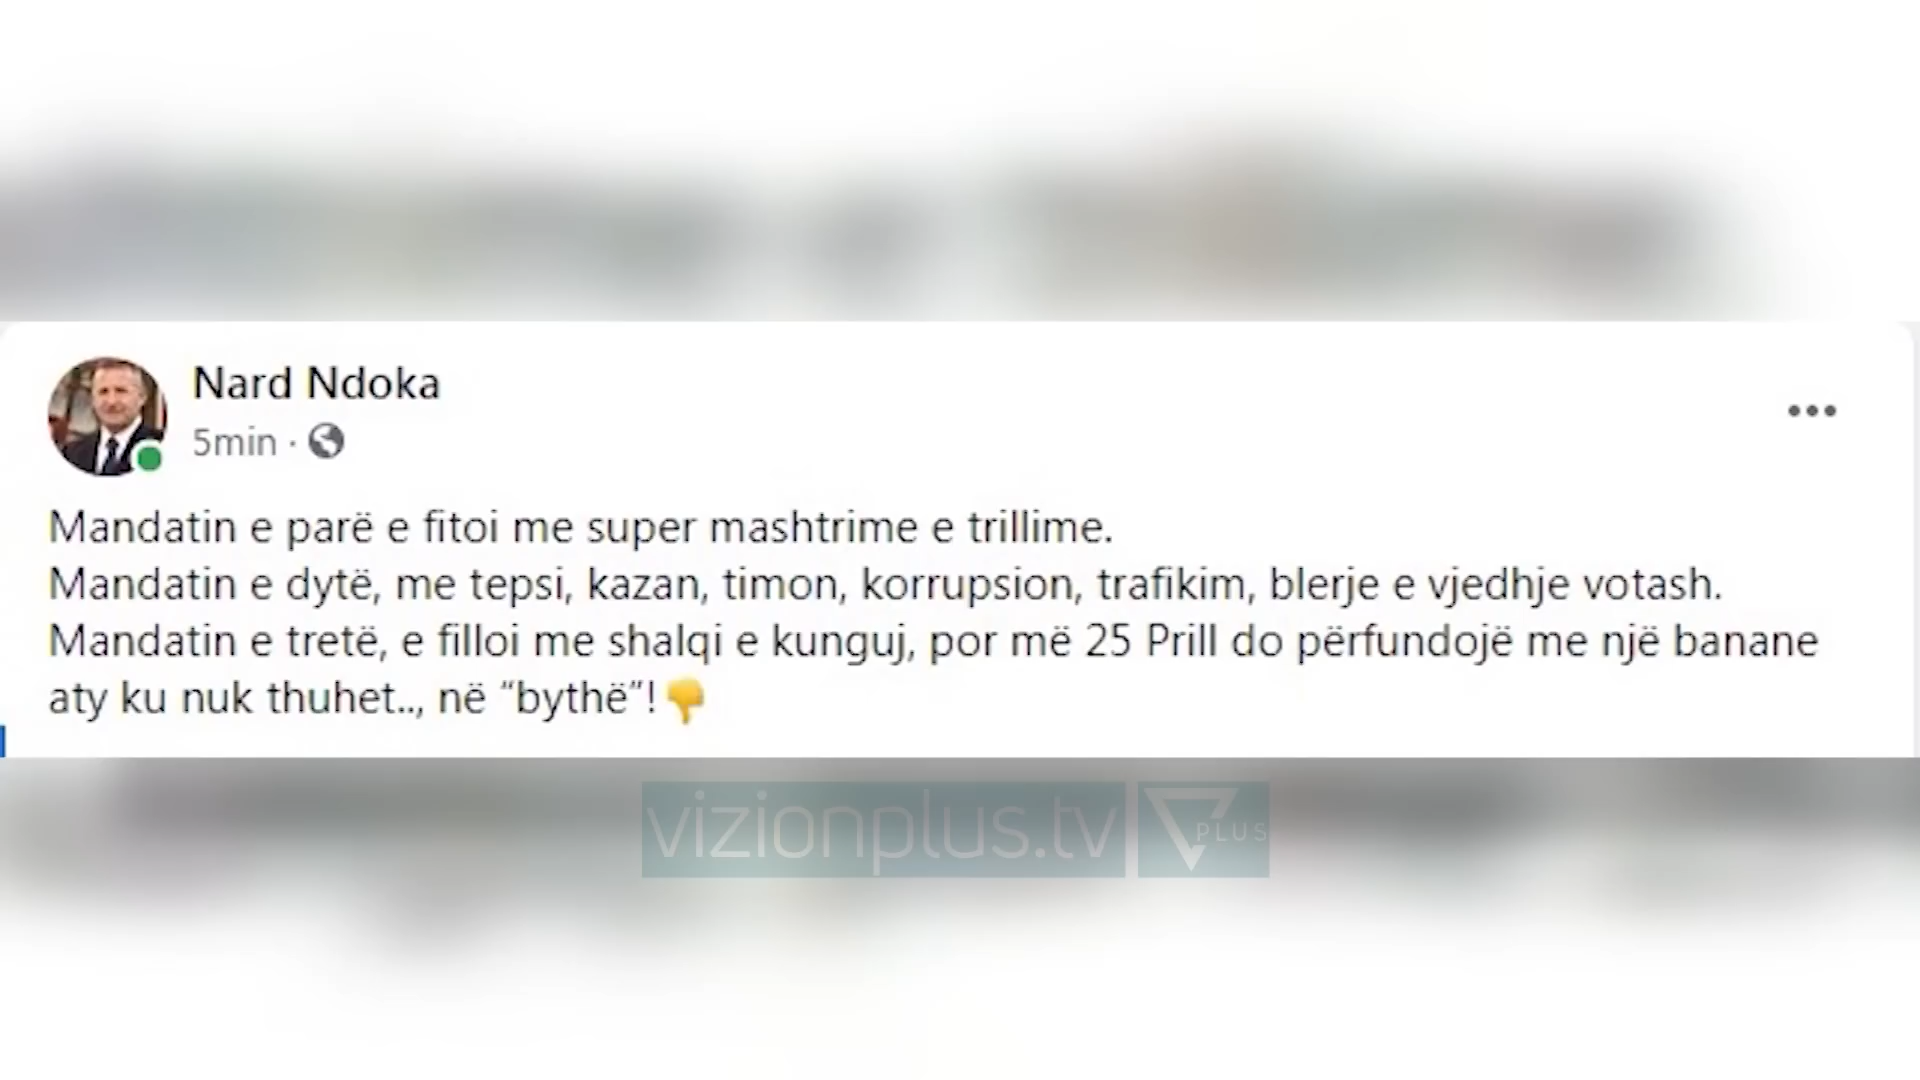 Nard Ndoka
5min ·
Mandatin e parë e fitoi me super mashtrime e trillime.
Mandatin e dytë, me tepsi, kazan, timon, korrupsion, trafikim, blerje e vjedhje votash.
Mandatin e tretë, e filloi me shalqi e kunguj, por më 25 Prill do përfundojë me një banane
aty ku nuk thuhet.., në “bythë”! 👎
vizionplus.tv
PLUS